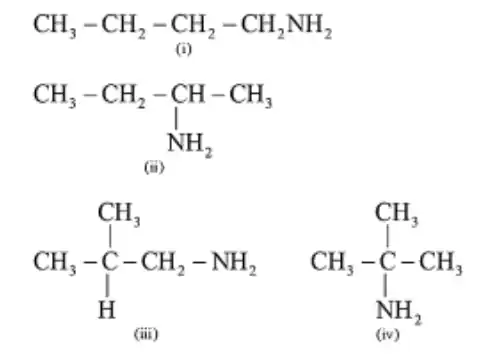 CH₃ – CH₂ – CH₂ – CH₂NH₂
(i)
CH₃ – CH₂ – CH – CH₃
|
NH₂
(ii)
CH₃
|
CH₃ – C – CH₂ – NH₂
|
H
(iii)
CH₃
|
CH₃ – C – CH₃
|
NH₂
(iv)